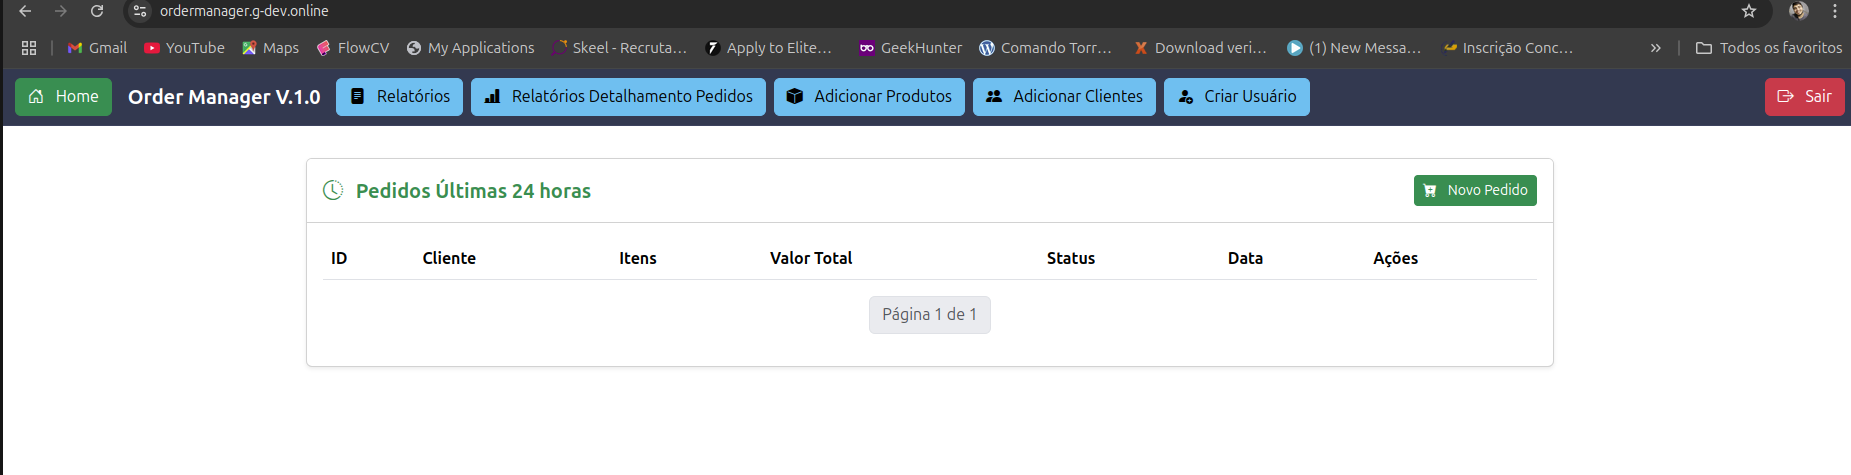 ordermanager.g-dev.online
Gmail YouTube Maps FlowCV My Applications Skeel - Recruta... Apply to Elite... GeekHunter Comando Torr... Download veri... (1) New Messa... Inscrição Conc... » Todos os favoritos
Home Order Manager V.1.0 Relatórios Relatórios Detalhamento Pedidos Adicionar Produtos Adicionar Clientes Criar Usuário Sair
Pedidos Últimas 24 horas Novo Pedido
ID Cliente Itens Valor Total Status Data Ações
Página 1 de 1